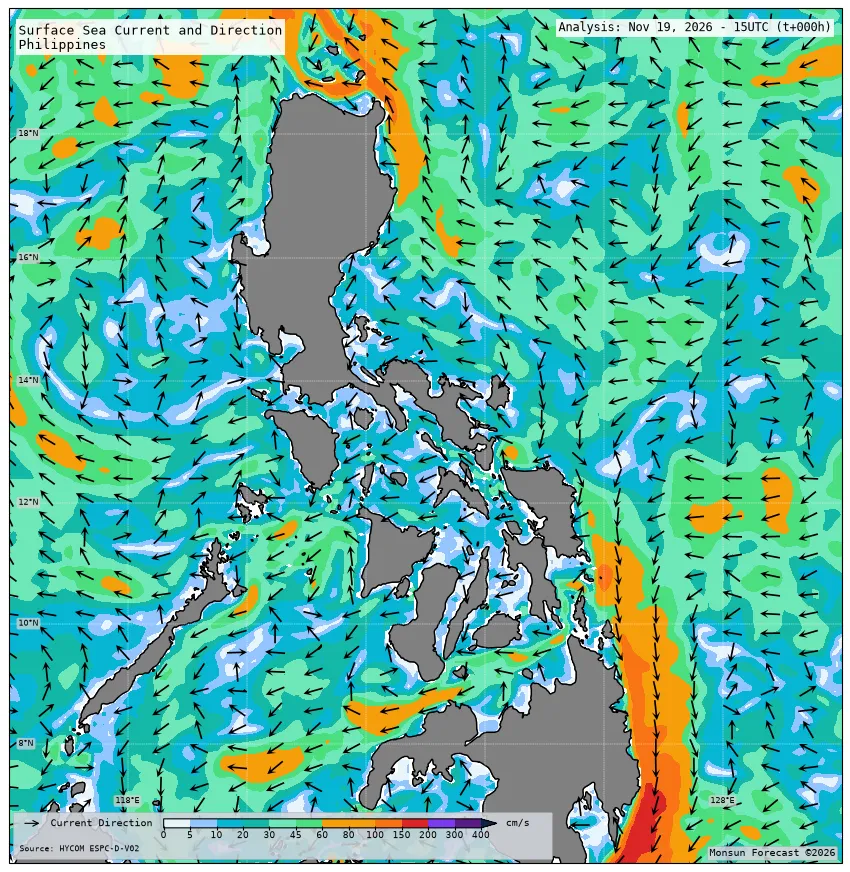 Surface Sea Current and Direction
Philippines
Analysis: Nov 19, 2026 - 15UTC (t+000h)
18°N
16°N
14°N
12°N
10°N
8°N
118°E
128°E
Current Direction
0 5 10 20 30 45 60 80 100 150 200 300 400
cm/s
Source: HYCOM ESPC-D-V02
Monsun Forecast ©2026